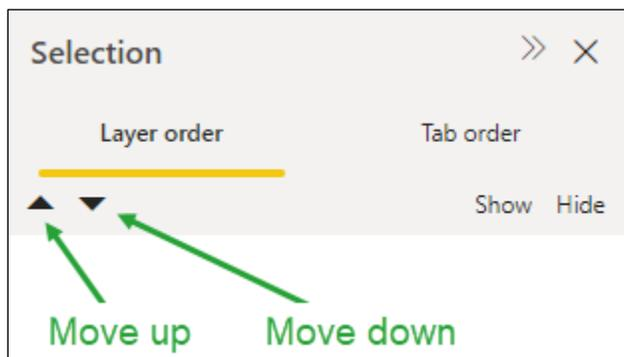 Selection
Layer order Tab order
Show Hide
Move up Move down